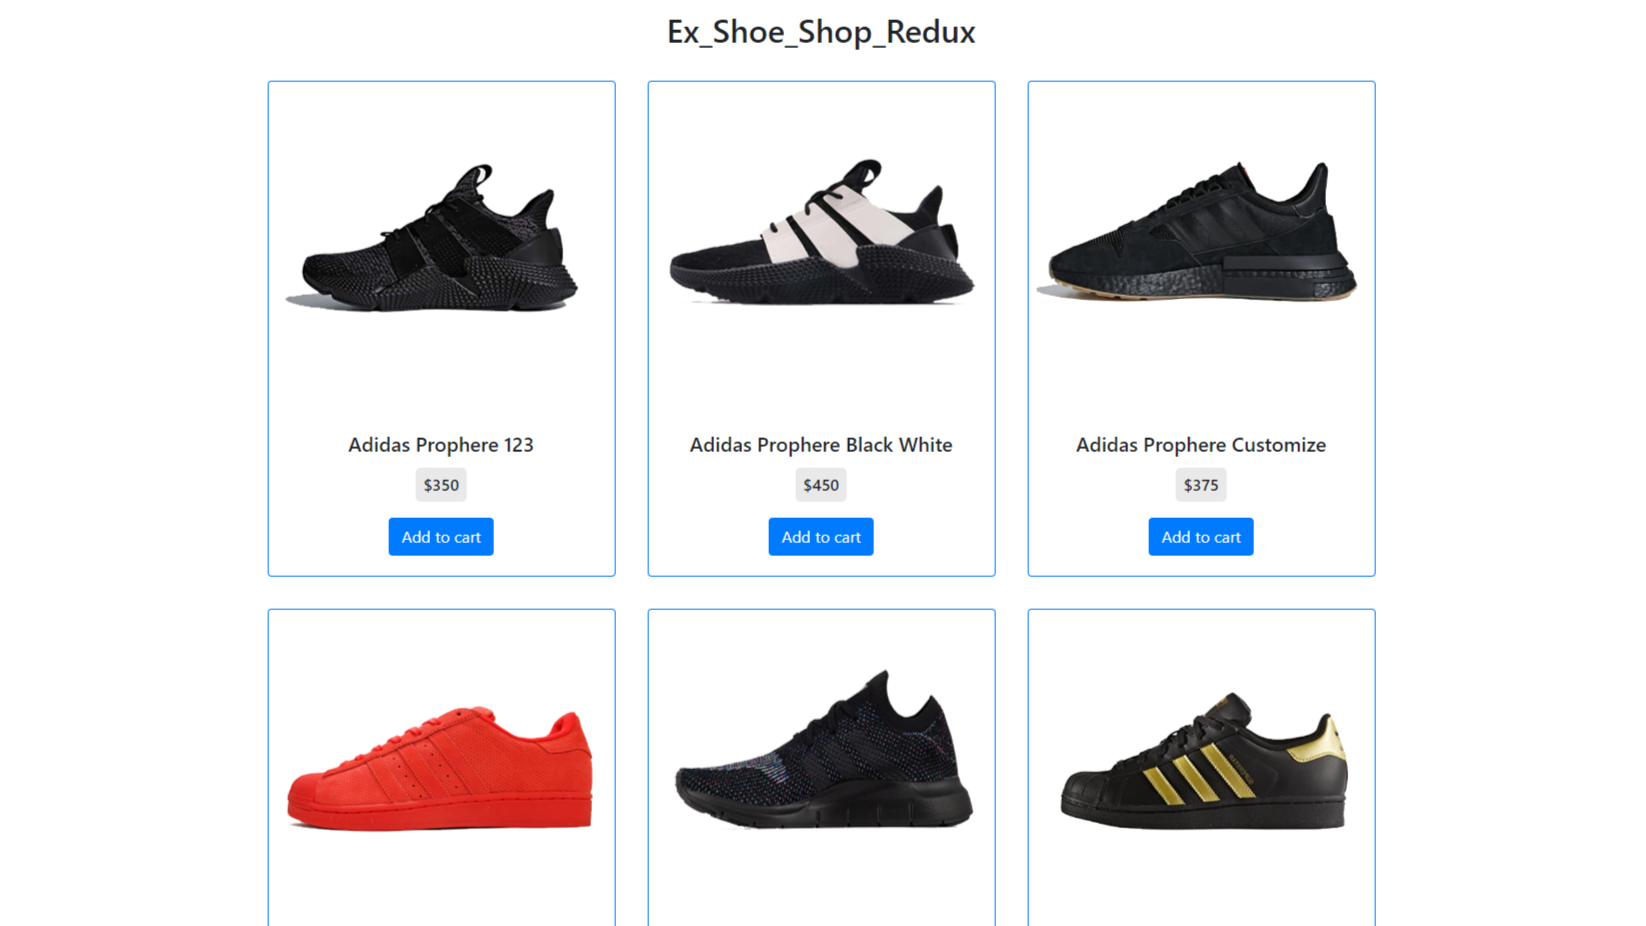 Ex_Shoe_Shop_Redux
Adidas Prophere 123
$350
Add to cart
Adidas Prophere Black White
$450
Add to cart
Adidas Prophere Customize
$375
Add to cart